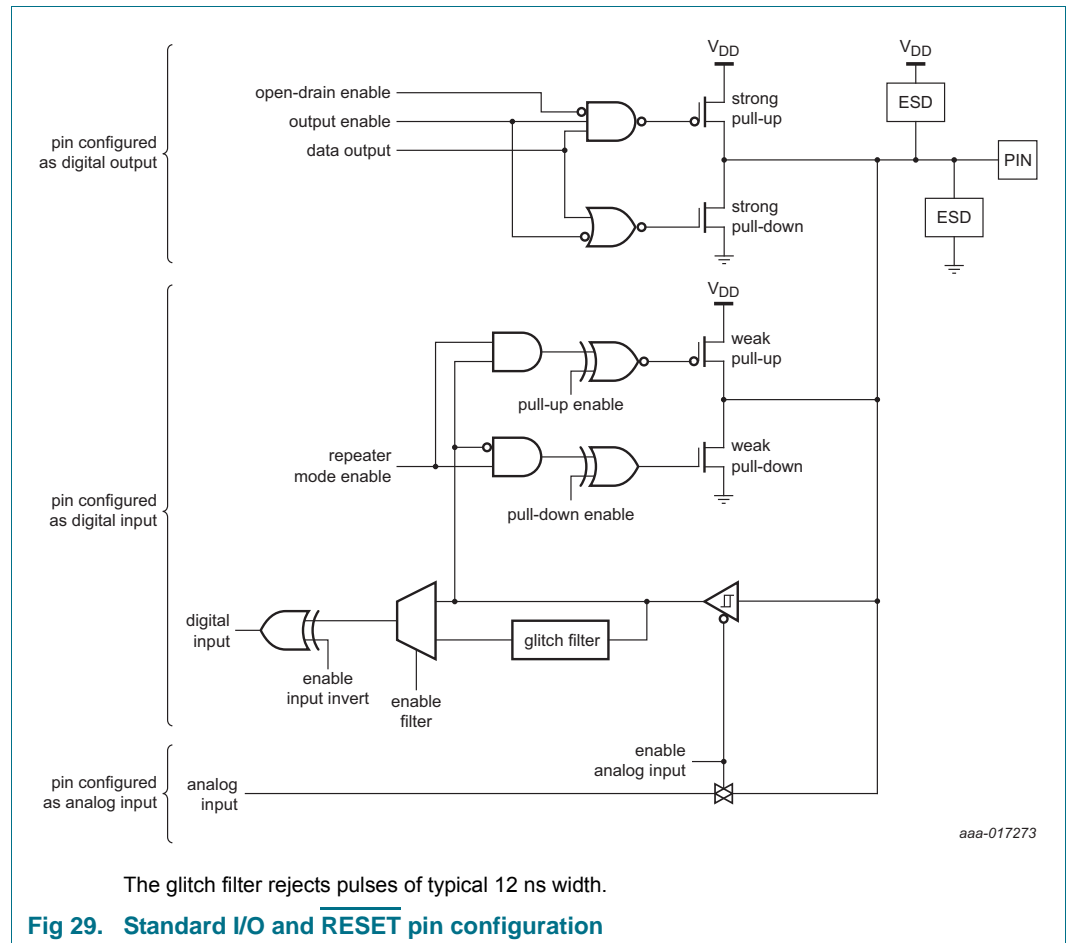 VDD
VDD
open-drain enable
strong
pull-up
ESD
output enable
pin configured
as digital output
data output
PIN
strong
pull-down
ESD
VDD
weak
pull-up
pull-up enable
repeater
mode enable
weak
pull-down
pin configured
as digital input
pull-down enable
digital
input
glitch filter
enable
input invert
enable
filter
enable
analog input
pin configured
as analog input
analog
input
aaa-017273
The glitch filter rejects pulses of typical 12 ns width.
Fig 29. Standard I/O and RESET pin configuration